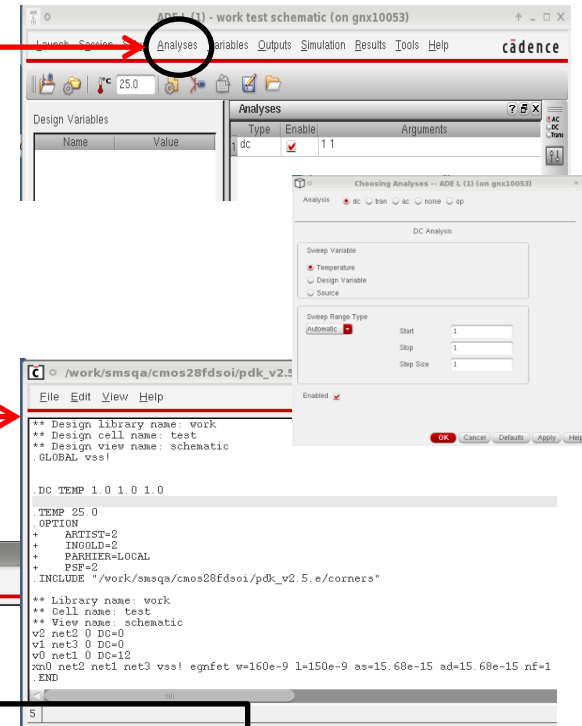 ADE L (1) - work test schematic (on gnx10053)
Analyses Variables Outputs Simulation Results Tools Help
cādence
25.0
Design Variables
Name Value
Analyses
Type Enable Arguments
1 dc 1 1
AC
DC
Trans
Choosing Analyses -- ADE L (1) (on gnx10053)
Analysis dc tran ac noise op
DC Analysis
Sweep Variable
Temperature
Design Variable
Source
Sweep Range Type
Automatic
Start 1
Stop 1
Step Size 1
Enabled
OK Cancel Defaults Apply Help
/work/smsqa/cmos28fdsoi/pdk_v2.5
File Edit View Help
** Design library name: work
** Design cell name: test
** Design view name: schematic
.GLOBAL vss!
.DC TEMP 1.0 1.0 1.0
.TEMP 25.0
.OPTION
+ ARTIST=2
+ INGOLD=2
+ PARHIER=LOCAL
+ PSF=2
.INCLUDE "/work/smsqa/cmos28fdsoi/pdk_v2.5.e/corners"
** Library name: work
** Cell name: test
** View name: schematic
v2 net2 0 DC=0
v1 net3 0 DC=0
v0 net1 0 DC=12
xn0 net2 net1 net3 vss! egnfet w=160e-9 l=150e-9 as=15.68e-15 ad=15.68e-15 nf=1
.END
5